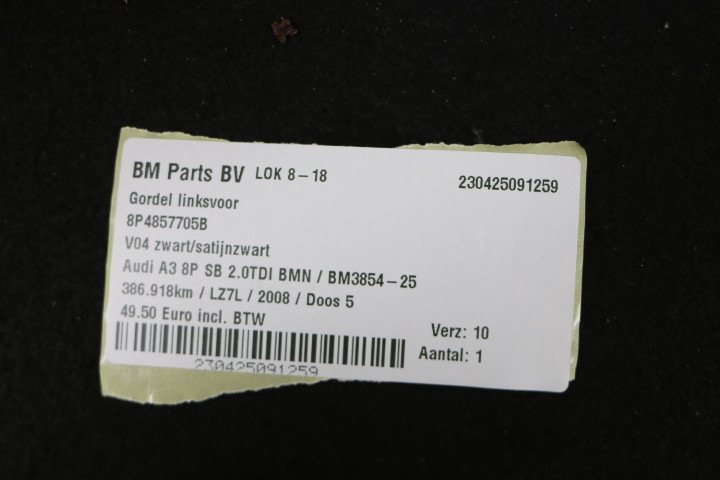 BM Parts BV LOK 8-18 230425091259
Gordel linksvoor
8P4857705B
V04 zwart/satijnzwart
Audi A3 8P SB 2.0TDI BMN / BM3854-25
386.918km / LZ7L / 2008 / Doos 5
49.50 Euro incl. BTW
Verz: 10
Aantal: 1
230425091259